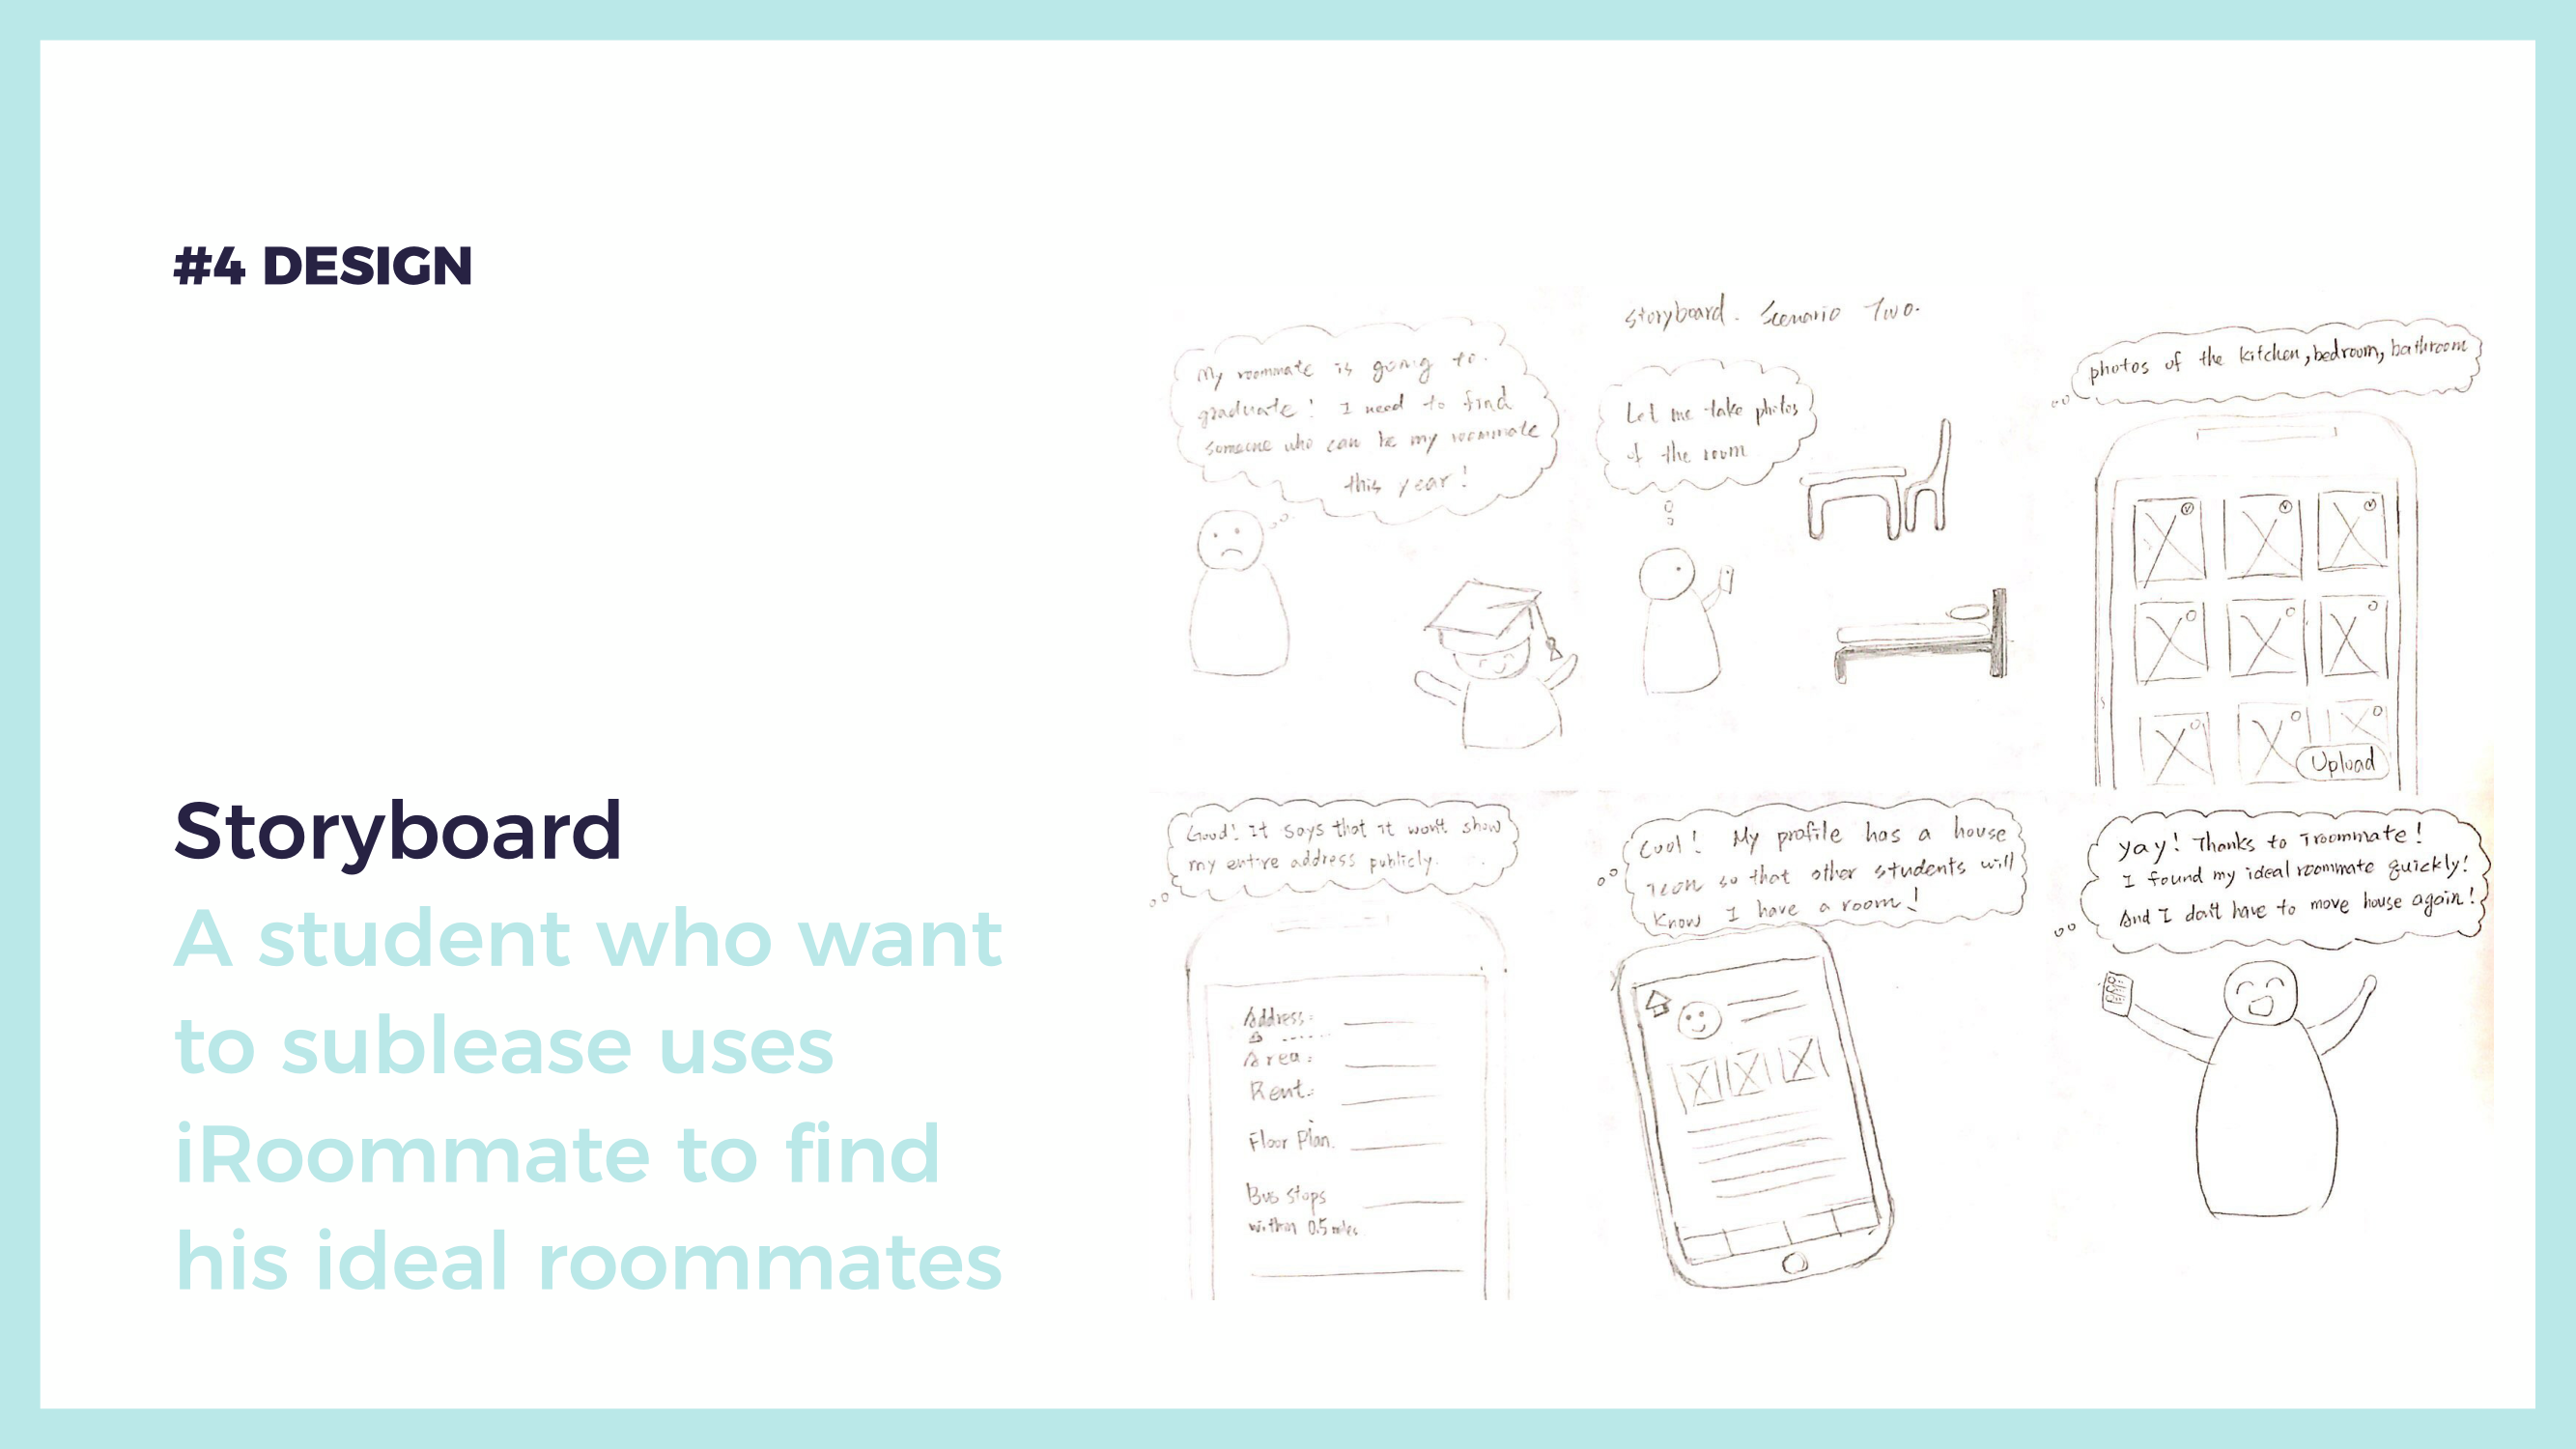 #4 DESIGN
Storyboard
A student who want
to sublease uses
iRoommate to find
his ideal roommates
Storyboard. Scenario Two.
My roommate is going to
graduate! I need to find
someone who can be my roommate
this year!
Let me take photos
of the room
photos of the kitchen, bedroom, bathroom
Upload
Good! It says that it won't show
my entire address publicly.
Address:
Area:
Rent:
Floor Plan.
Bus stops
within 0.5 miles
Cool! My profile has a house
icon so that other students will
know I have a room!
yay! Thanks to iroommate!
I found my ideal roommate quickly!
And I don't have to move house again!